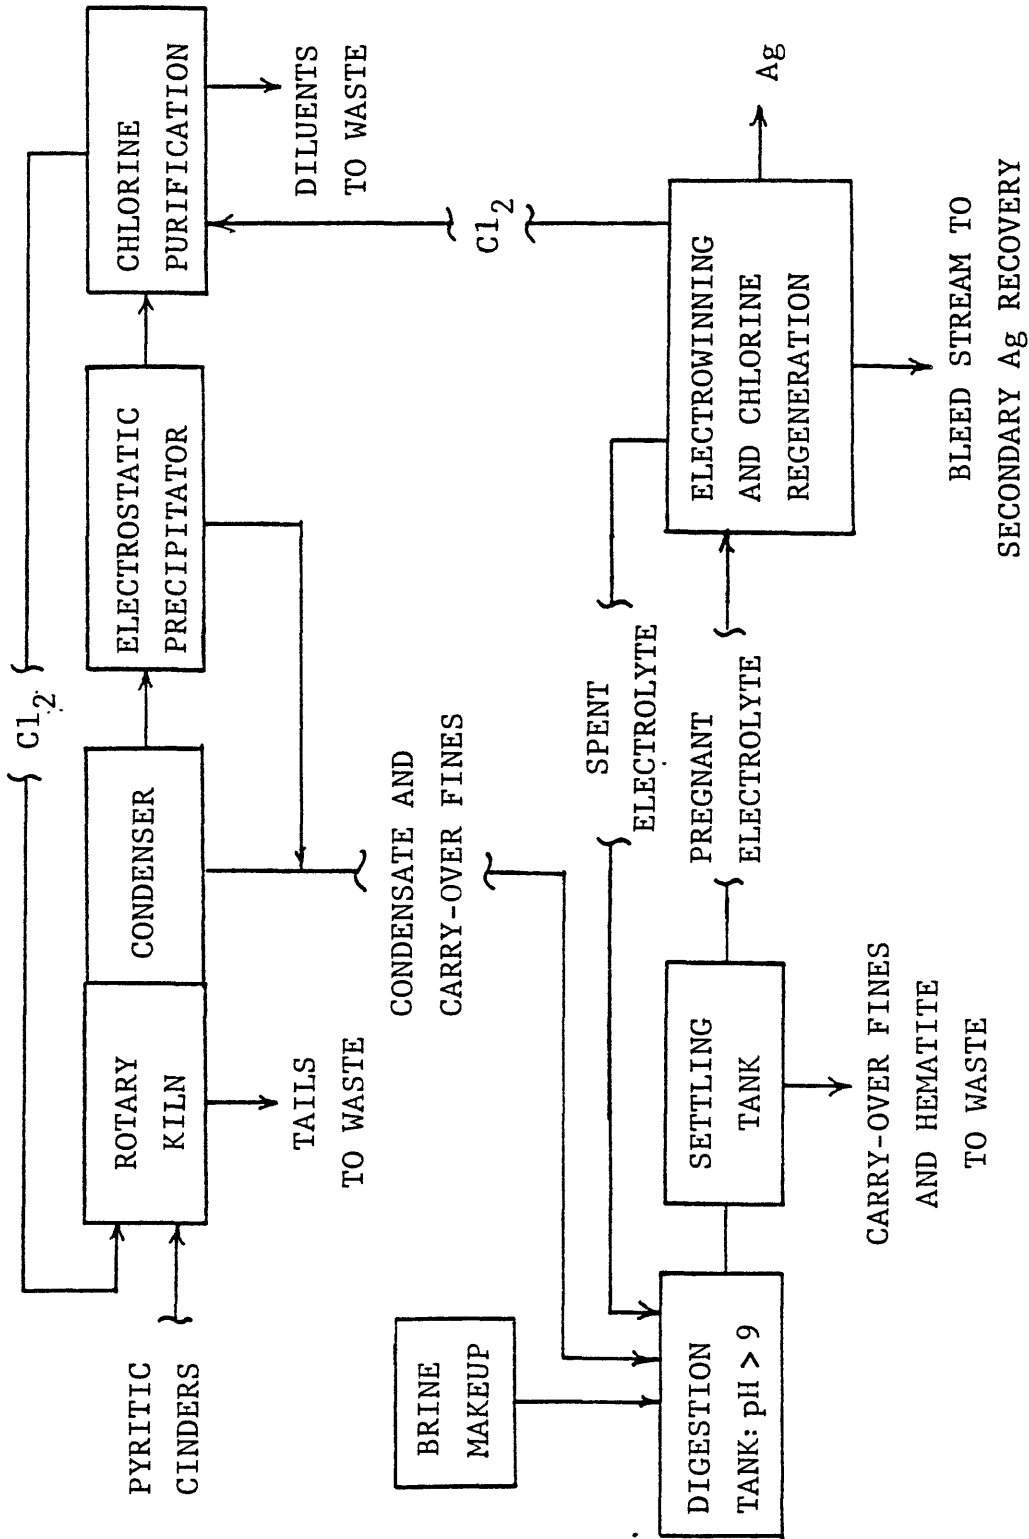 Cl2
PYRITIC
CINDERS
ROTARY
KILN
CONDENSER
ELECTROSTATIC
PRECIPITATOR
CHLORINE
PURIFICATION
TAILS
TO WASTE
DILUENTS
TO WASTE
CONDENSATE AND
CARRY-OVER FINES
Cl2
BRINE
MAKEUP
SPENT
ELECTROLYTE
DIGESTION
TANK: pH > 9
SETTLING
TANK
PREGNANT
ELECTROLYTE
ELECTROWINNING
AND CHLORINE
REGENERATION
Ag
CARRY-OVER FINES
AND HEMATITE
TO WASTE
BLEED STREAM TO
SECONDARY Ag RECOVERY